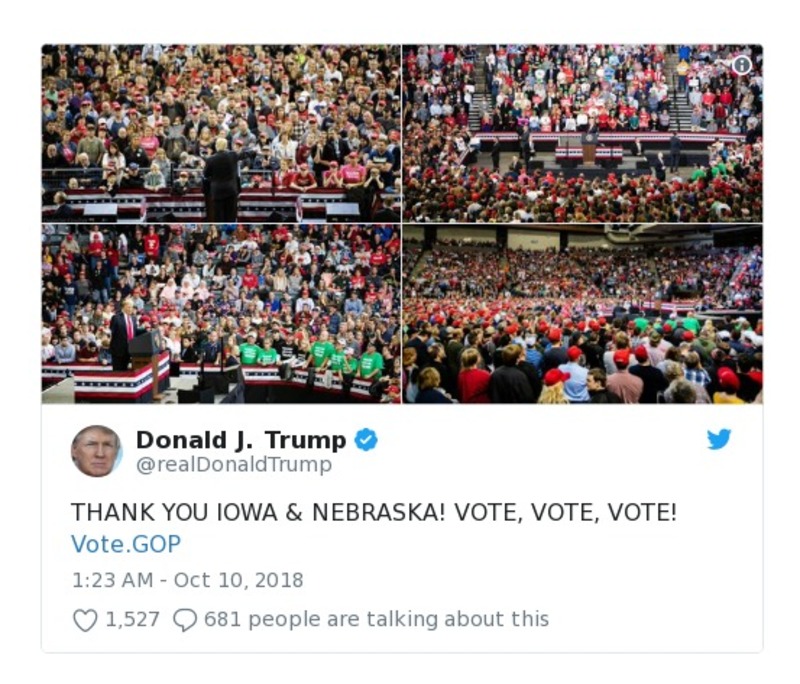 Donald J. Trump
@realDonaldTrump
THANK YOU IOWA & NEBRASKA! VOTE, VOTE, VOTE!
Vote.GOP
1:23 AM - Oct 10, 2018
1,527 681 people are talking about this